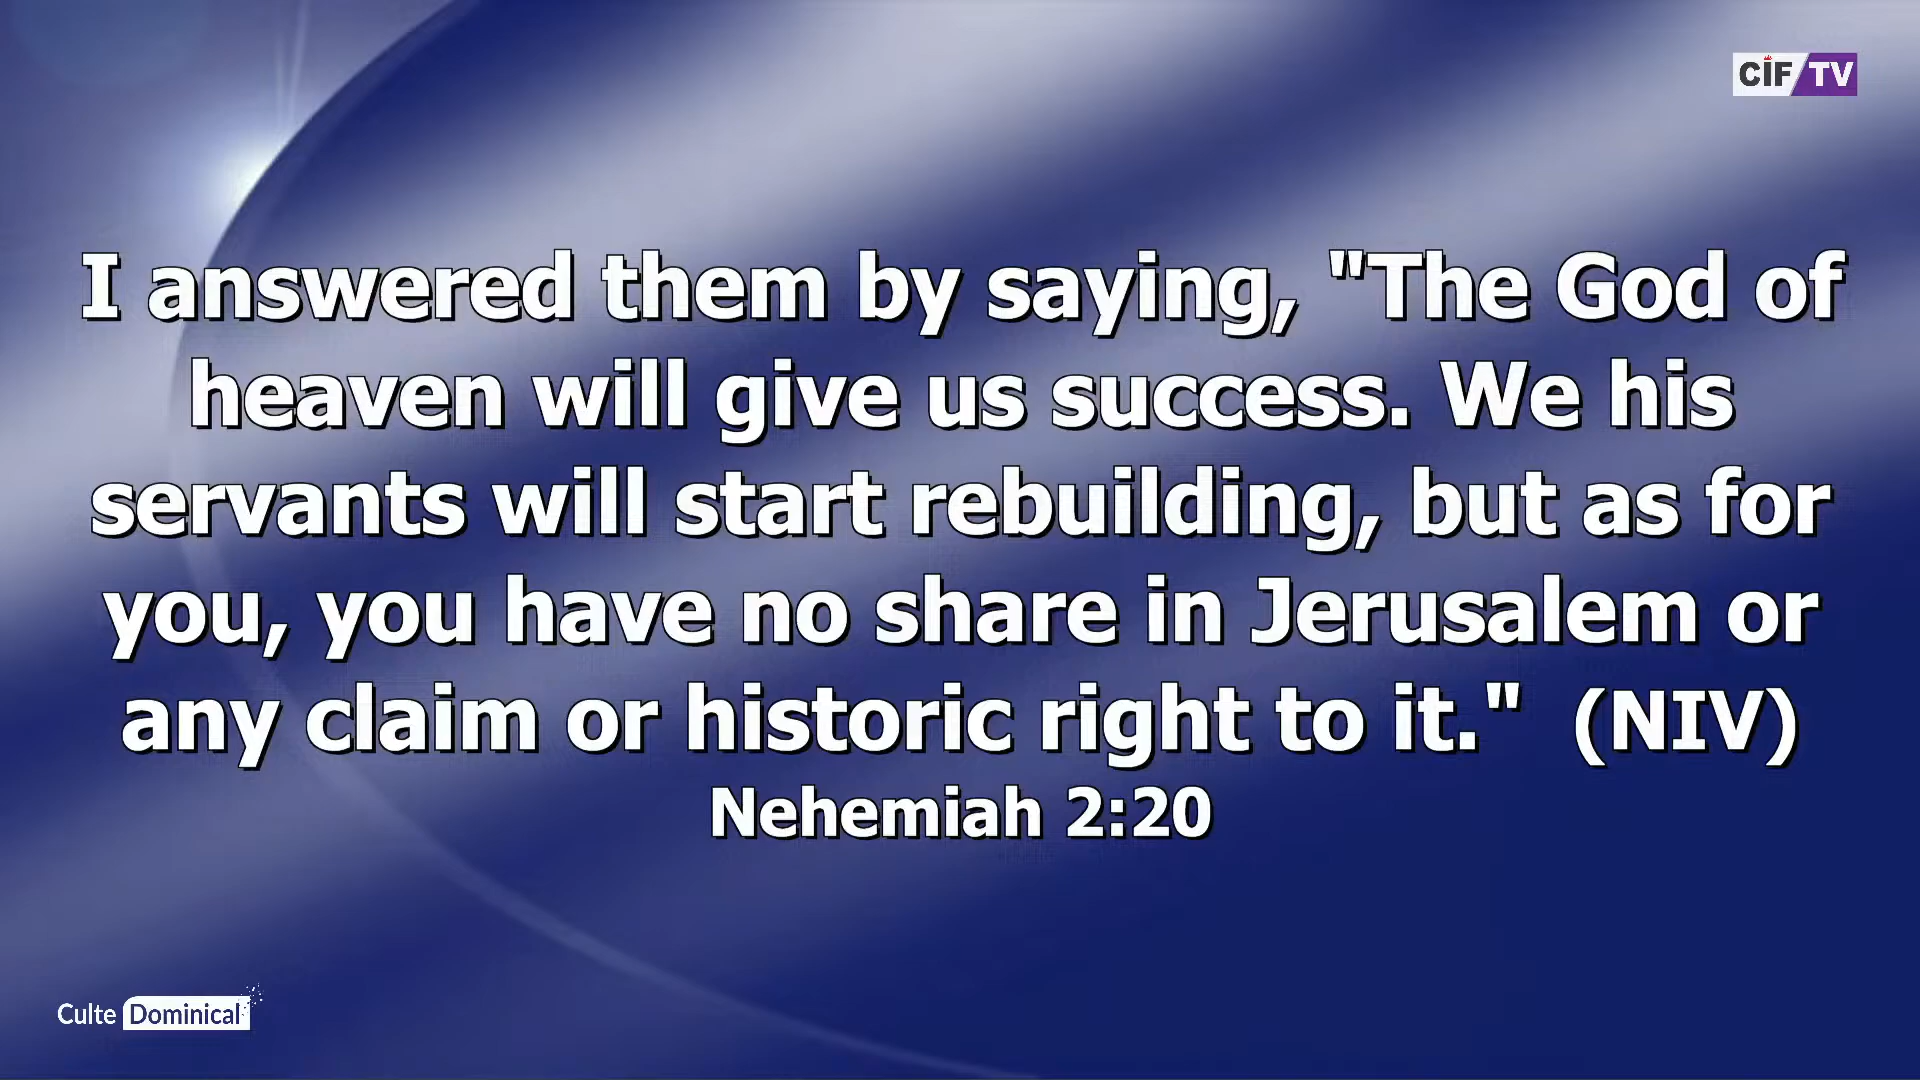 CIF/TV
I answered them by saying, "The God of
heaven will give us success. We his
servants will start rebuilding, but as for
you, you have no share in Jerusalem or
any claim or historic right to it."  (NIV)
Nehemiah 2:20
Culte Dominical